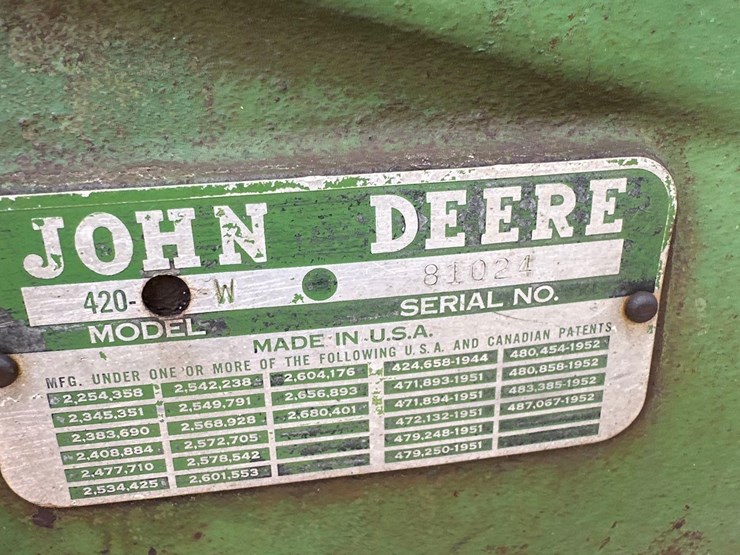 JOHN DEERE
420- W 81024
MODEL SERIAL NO.
MADE IN U.S.A.
MFG. UNDER ONE OR MORE OF THE FOLLOWING U.S.A. AND CANADIAN PATENTS
2,254,358 2,542,238 2,604,176 424,658-1944 480,454-1952
2,345,351 2,549,791 2,656,893 471,893-1951 480,858-1952
2,383,690 2,568,928 2,680,401 471,894-1951 483,385-1952
2,408,884 2,572,705 472,132-1951 487,067-1952
2,477,710 2,578,542 479,248-1951
2,534,425 2,601,553 479,250-1951